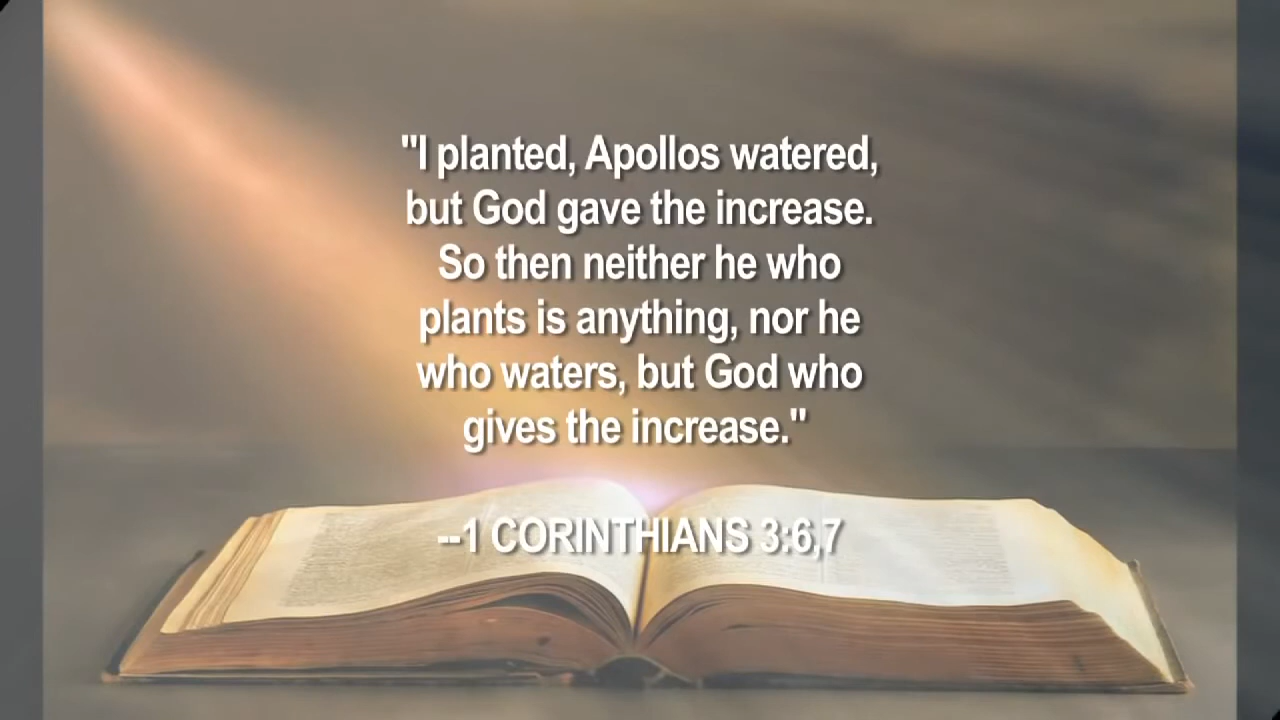 "I planted, Apollos watered,
but God gave the increase.
So then neither he who
plants is anything, nor he
who waters, but God who
gives the increase."
--1 CORINTHIANS 3:6,7